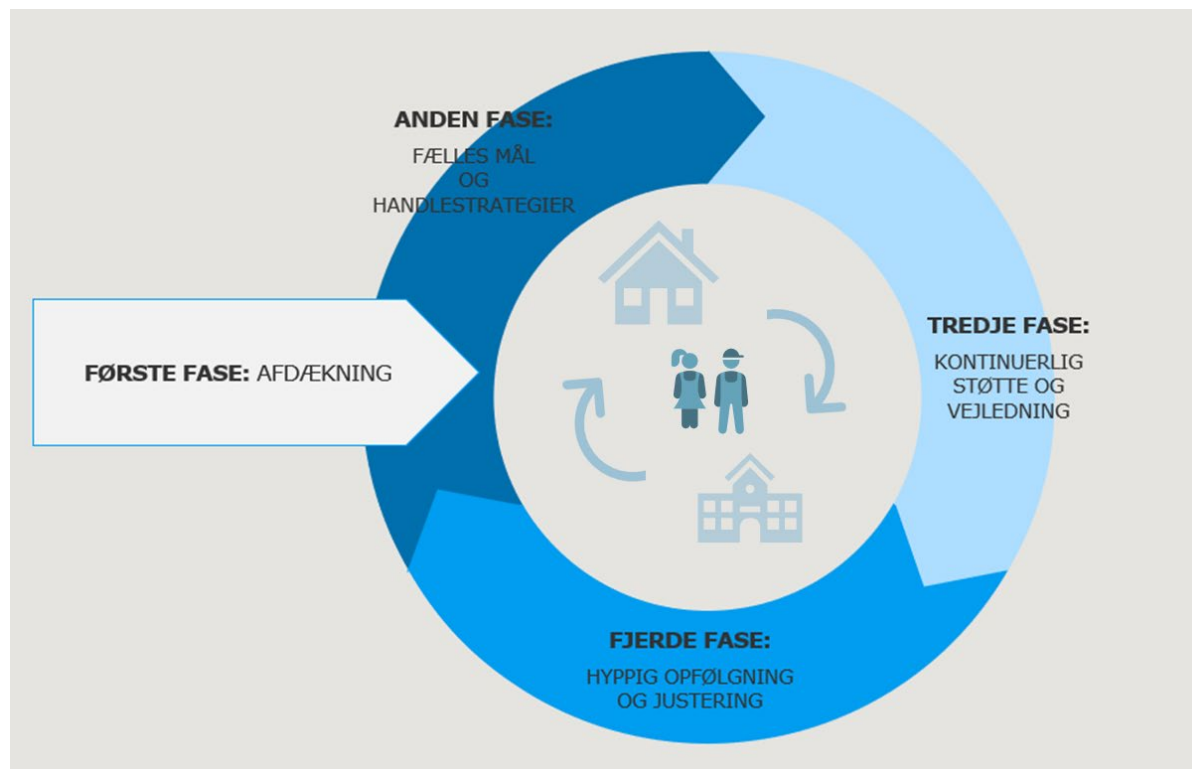 FØRSTE FASE: AFDÆKNING
ANDEN FASE:
FÆLLES MÅL
OG
HANDLESTRATEGIER
TREDJE FASE:
KONTINUERLIG
STØTTE OG
VEJLEDNING
FJERDE FASE:
HYPPIG OPFØLGNING
OG JUSTERING